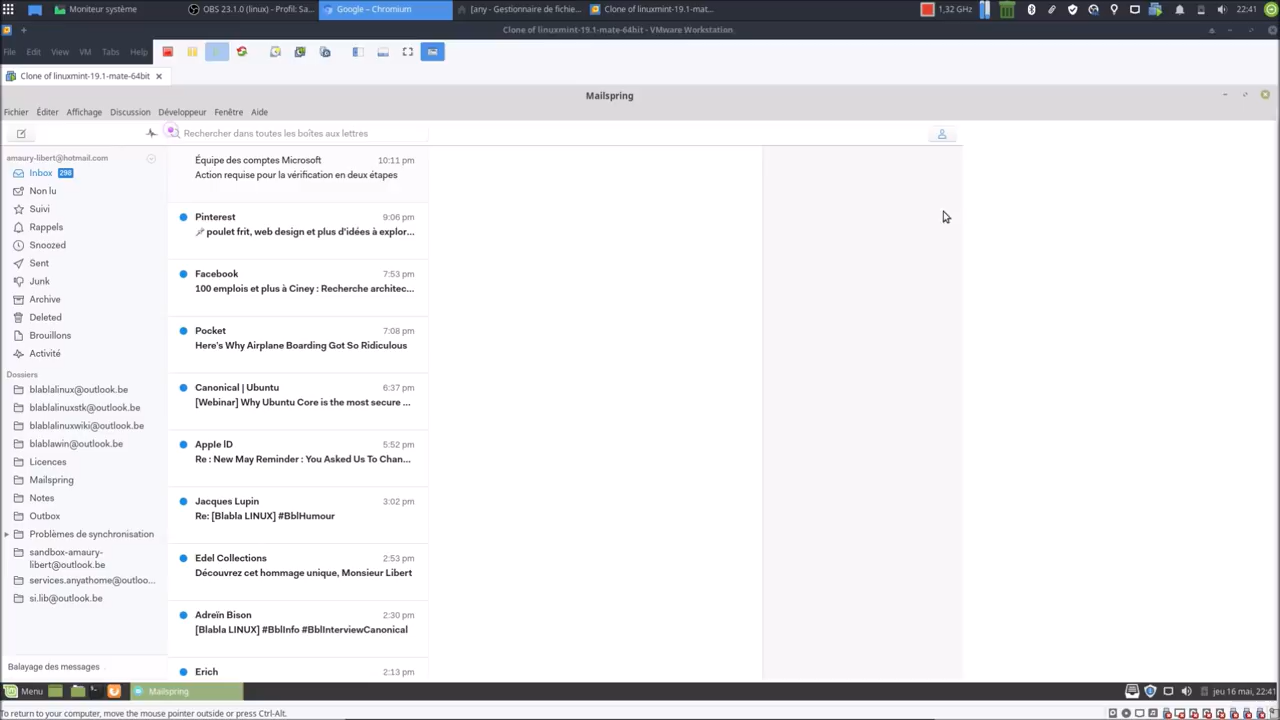 Moniteur système
OBS 23.1.0 (linux) - Profil: Sa...
Google - Chromium
[any - Gestionnaire de fichie...
Clone of linuxmint-19.1-mat...
1,32 GHz
22:41
Clone of linuxmint-19.1-mate-64bit - VMware Workstation
File Edit View VM Tabs Help
Clone of linuxmint-19.1-mate-64bit
Mailspring
Fichier Éditer Affichage Discussion Développeur Fenêtre Aide
Rechercher dans toutes les boîtes aux lettres
amaury-libert@hotmail.com
Inbox 298
Non lu
Suivi
Rappels
Snoozed
Sent
Junk
Archive
Deleted
Brouillons
Activité
Dossiers
blablalinux@outlook.be
blablalinuxstk@outlook.be
blablalinuxwiki@outlook.be
blablawin@outlook.be
Licences
Mailspring
Notes
Outbox
Problèmes de synchronisation
sandbox-amaury-
libert@outlook.be
services.anyathome@outloo...
si.lib@outlook.be
Balayage des messages
Équipe des comptes Microsoft 10:11 pm
Action requise pour la vérification en deux étapes
Pinterest 9:06 pm
poulet frit, web design et plus d'idées à explor...
Facebook 7:53 pm
100 emplois et plus à Ciney : Recherche architec...
Pocket 7:08 pm
Here's Why Airplane Boarding Got So Ridiculous
Canonical | Ubuntu 6:37 pm
[Webinar] Why Ubuntu Core is the most secure ...
Apple ID 5:52 pm
Re : New May Reminder : You Asked Us To Chan...
Jacques Lupin 3:02 pm
Re: [Blabla LINUX] #BblHumour
Edel Collections 2:53 pm
Découvrez cet hommage unique, Monsieur Libert
Adreïn Bison 2:30 pm
[Blabla LINUX] #BblInfo #BblInterviewCanonical
Erich 2:13 pm
Menu
Mailspring
jeu 16 mai, 22:41
To return to your computer, move the mouse pointer outside or press Ctrl-Alt.